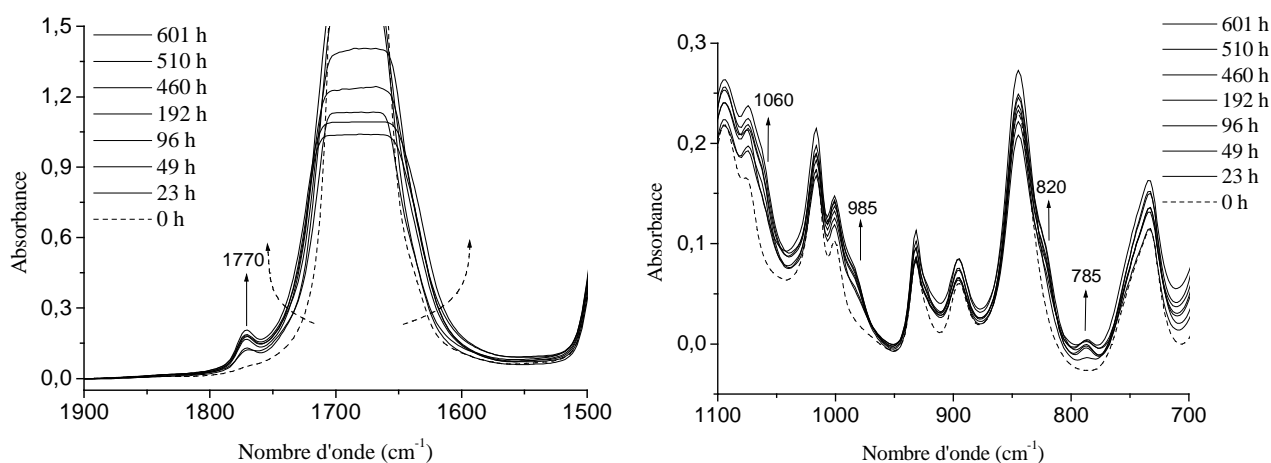 1,5
1,2
0,9
0,6
0,3
0,0
Absorbance
601 h
510 h
460 h
192 h
96 h
49 h
23 h
0 h
1770
1900
1800
1700
1600
1500
Nombre d'onde (cm-1)
0,3
0,2
0,1
0,0
Absorbance
1060
985
820
785
601 h
510 h
460 h
192 h
96 h
49 h
23 h
0 h
1100
1000
900
800
700
Nombre d'onde (cm-1)